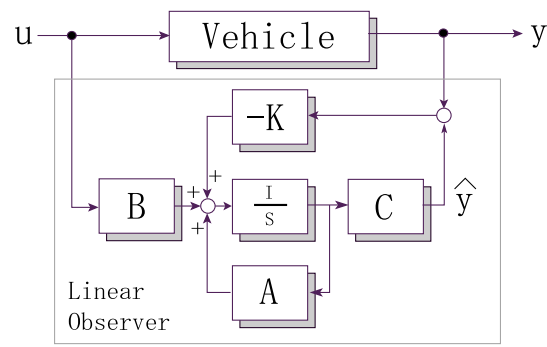 u
Vehicle
y
-K
+
B
+
I
S
C
ŷ
+
A
Linear
Observer